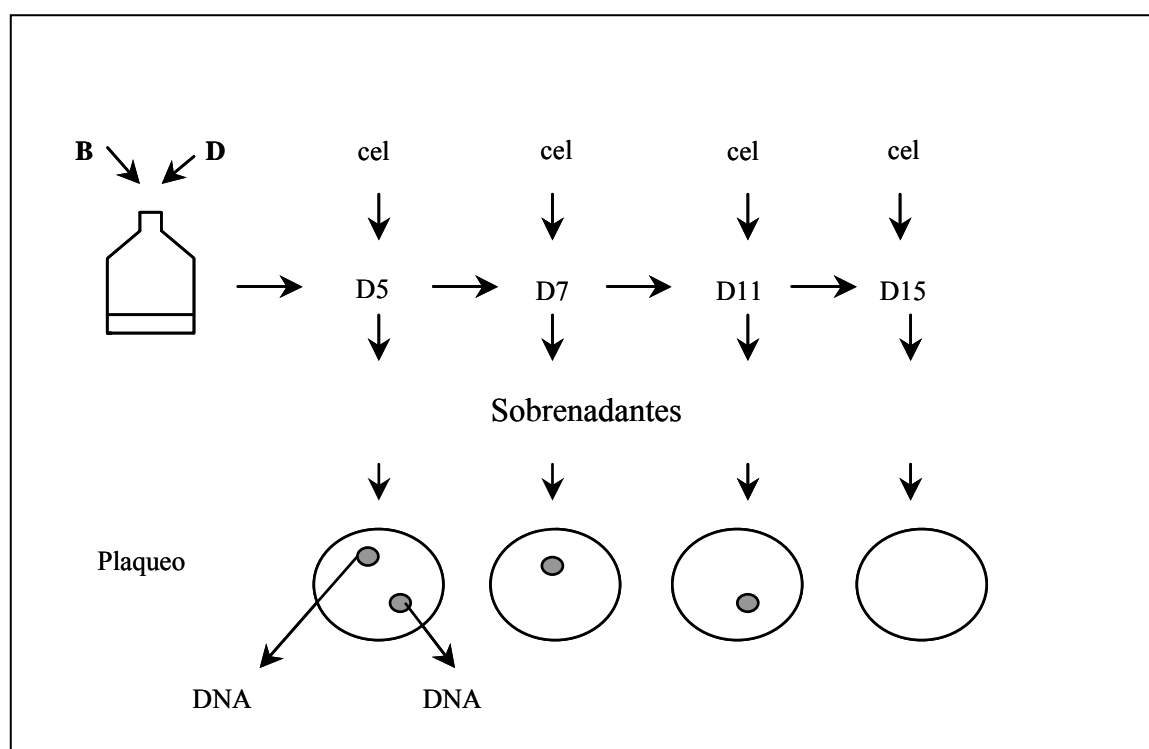 B D cel cel cel cel
D5 D7 D11 D15
Sobrenadantes
Plaqueo
DNA DNA